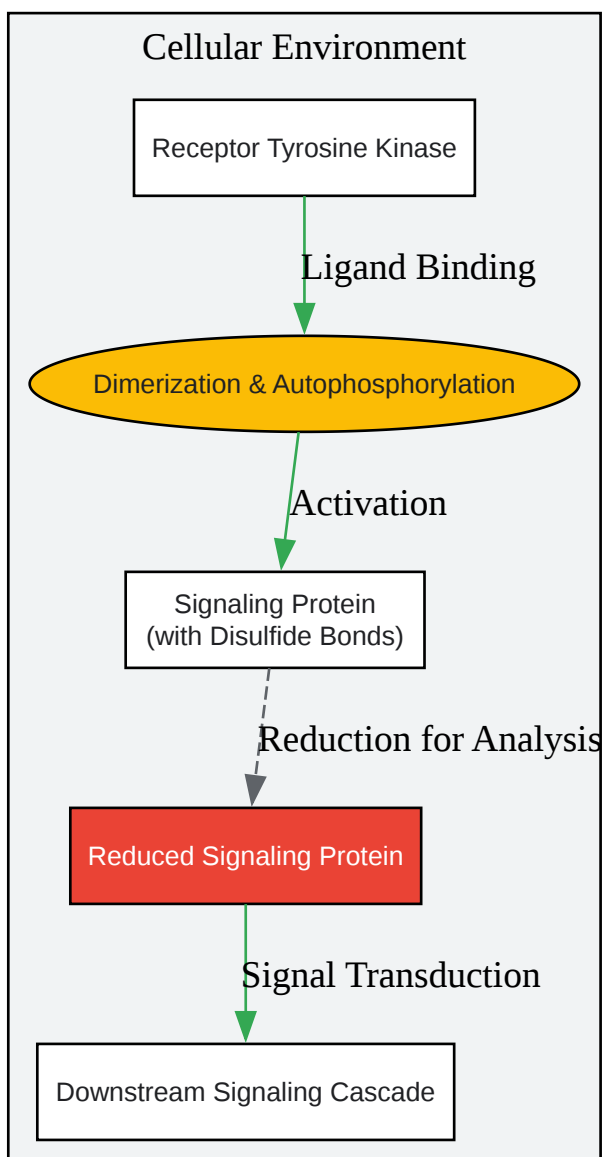 Cellular Environment
Receptor Tyrosine Kinase
Ligand Binding
Dimerization & Autophosphorylation
Activation
Signaling Protein
(with Disulfide Bonds)
Reduction for Analysis
Reduced Signaling Protein
Signal Transduction
Downstream Signaling Cascade